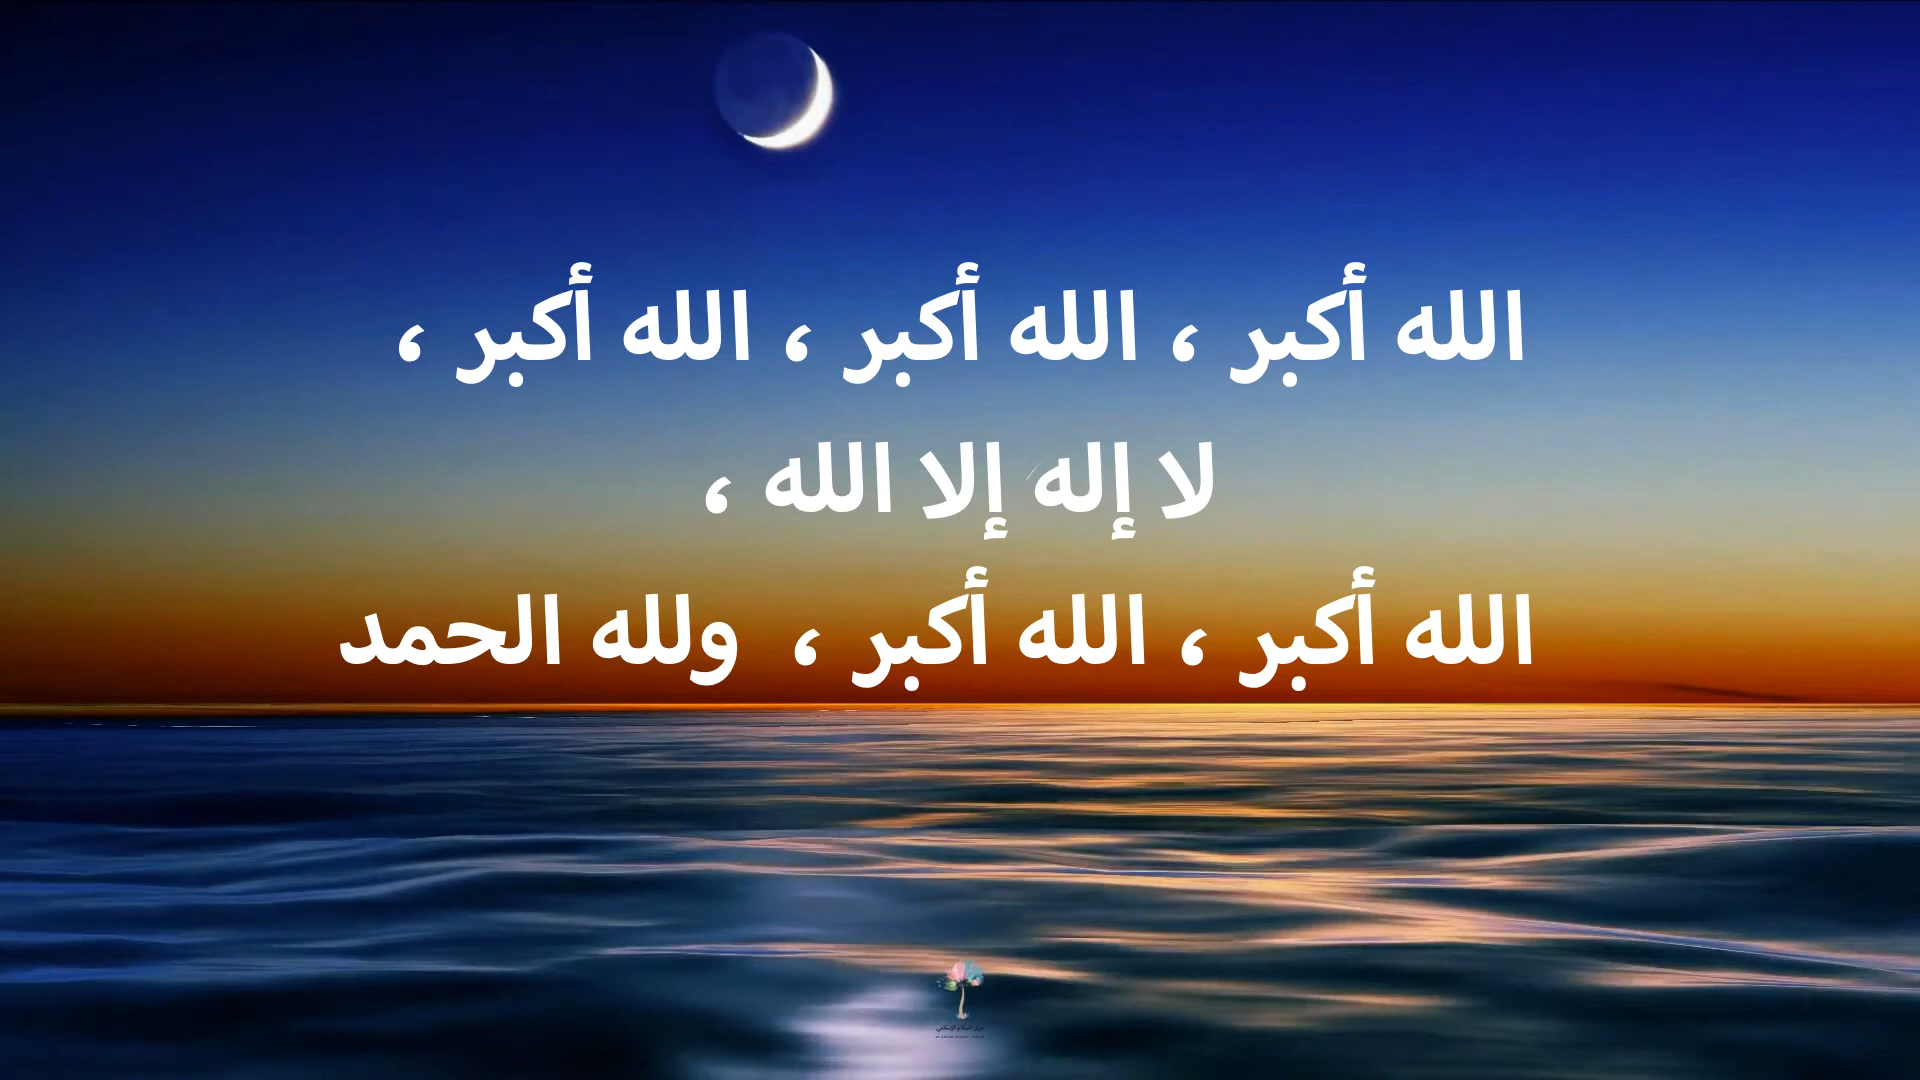 الله أكبر ، الله أكبر ، الله أكبر ،
لا إله إلا الله ،
الله أكبر ، الله أكبر ، ولله الحمد